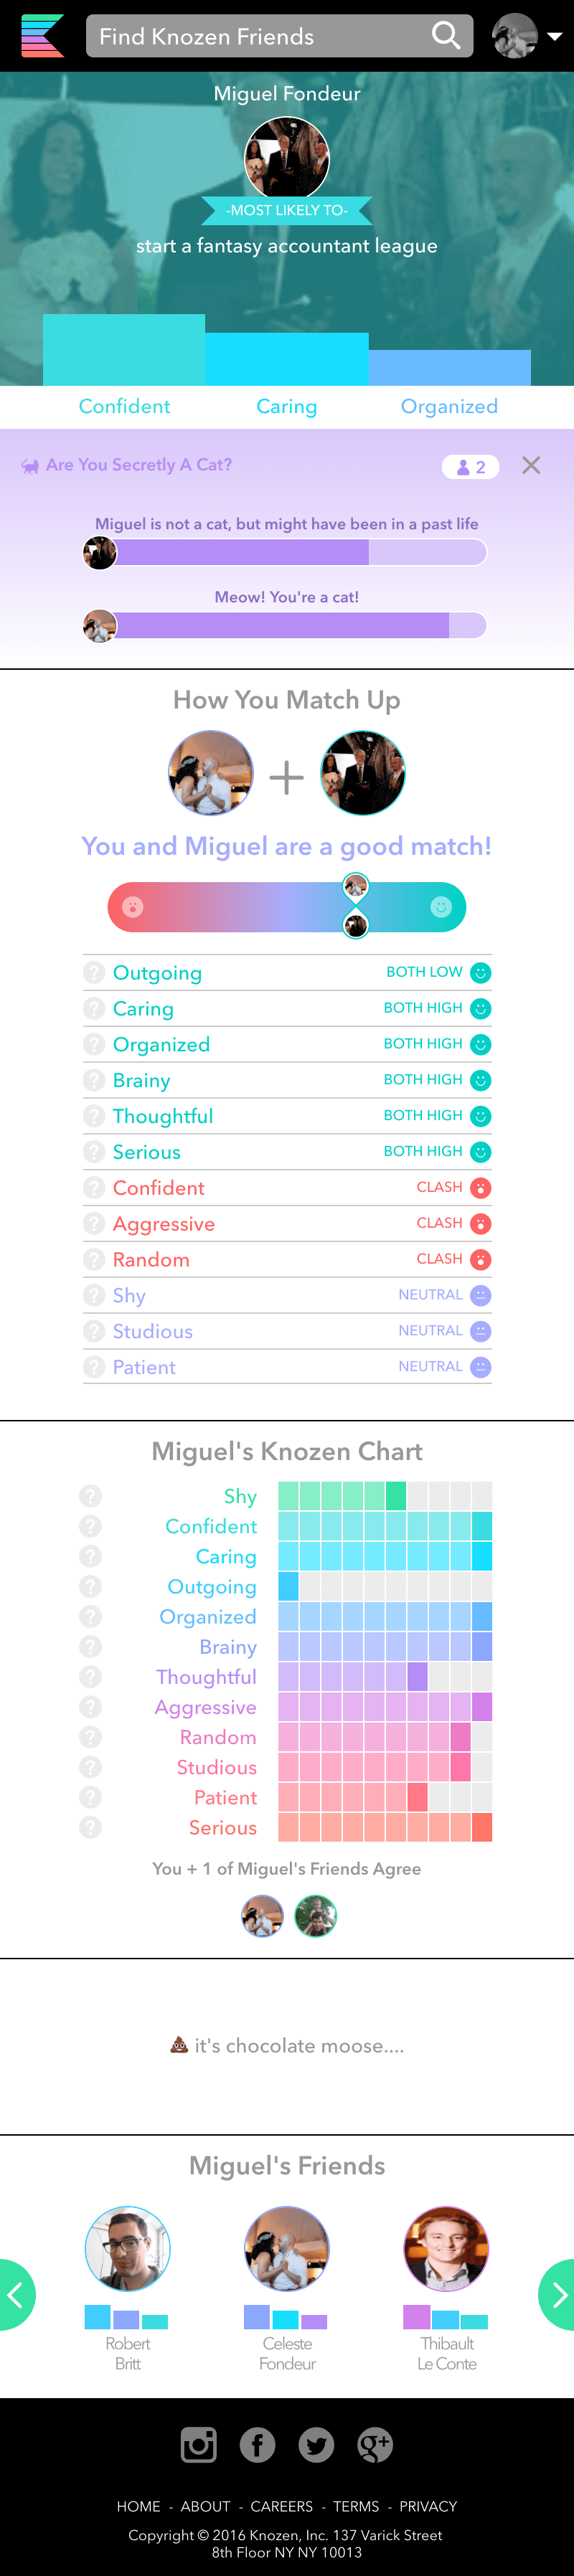 Find Knozen Friends
Miguel Fondeur
-MOST LIKELY TO-
start a fantasy accountant league
Confident Caring Organized
Are You Secretly A Cat? 2
Miguel is not a cat, but might have been in a past life
Meow! You're a cat!
How You Match Up
You and Miguel are a good match!
? Outgoing BOTH LOW
? Caring BOTH HIGH
? Organized BOTH HIGH
? Brainy BOTH HIGH
? Thoughtful BOTH HIGH
? Serious BOTH HIGH
? Confident CLASH
? Aggressive CLASH
? Random CLASH
? Shy NEUTRAL
? Studious NEUTRAL
? Patient NEUTRAL
Miguel's Knozen Chart
? Shy
? Confident
? Caring
? Outgoing
? Organized
? Brainy
? Thoughtful
? Aggressive
? Random
? Studious
? Patient
? Serious
You + 1 of Miguel's Friends Agree
💩 it's chocolate moose....
Miguel's Friends
Robert Celeste Thibault
Britt Fondeur Le Conte
HOME - ABOUT - CAREERS - TERMS - PRIVACY
Copyright © 2016 Knozen, Inc. 137 Varick Street
8th Floor NY NY 10013